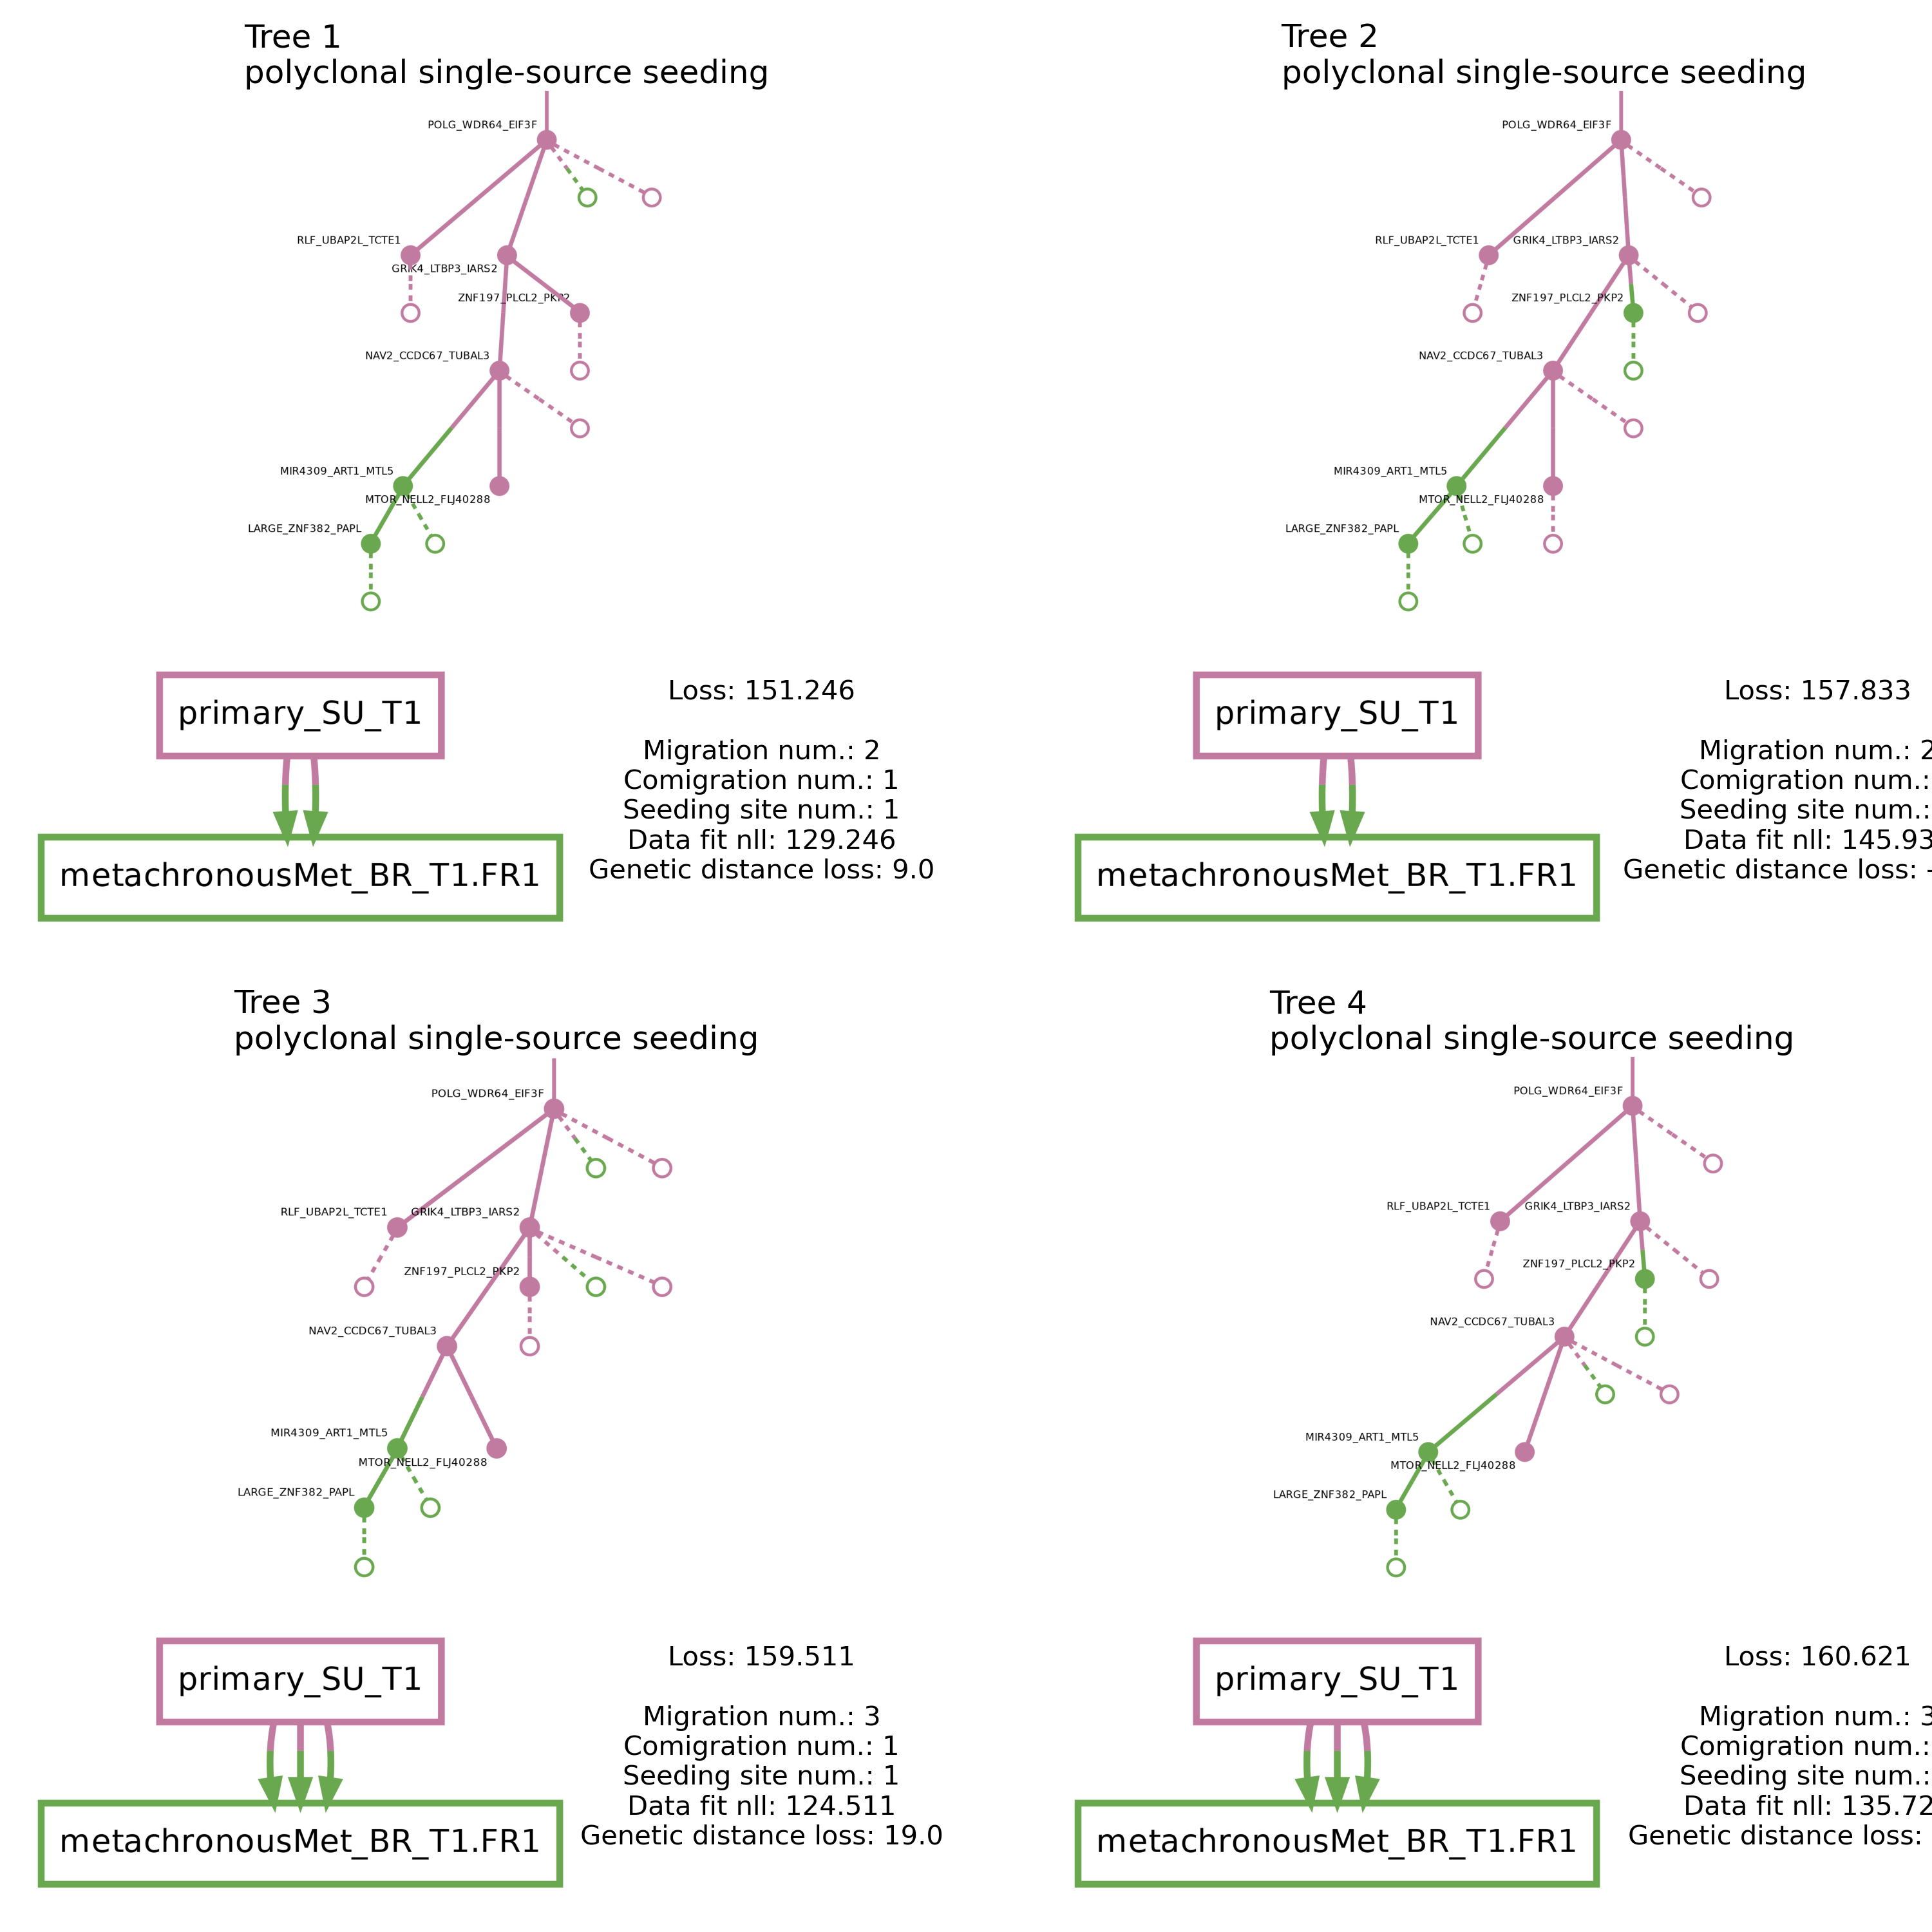 Tree 1
polyclonal single-source seeding
POLG_WDR64_EIF3F
RLF_UBAP2L_TCTE1
GRIK4_LTBP3_IARS2
ZNF197_PLCL2_PKP2
NAV2_CCDC67_TUBAL3
MIR4309_ART1_MTL5
MTOR_NELL2_FLJ40288
LARGE_ZNF382_PAPL
primary_SU_T1
metachronousMet_BR_T1.FR1
Loss: 151.246
Migration num.: 2
Comigration num.: 1
Seeding site num.: 1
Data fit nll: 129.246
Genetic distance loss: 9.0
Tree 2
polyclonal single-source seeding
POLG_WDR64_EIF3F
RLF_UBAP2L_TCTE1
GRIK4_LTBP3_IARS2
ZNF197_PLCL2_PKP2
NAV2_CCDC67_TUBAL3
MIR4309_ART1_MTL5
MTOR_NELL2_FLJ40288
LARGE_ZNF382_PAPL
primary_SU_T1
metachronousMet_BR_T1.FR1
Loss: 157.833
Migration num.: 2
Comigration num.:
Seeding site num.:
Data fit nll: 145.93
Genetic distance loss: -
Tree 3
polyclonal single-source seeding
POLG_WDR64_EIF3F
RLF_UBAP2L_TCTE1
GRIK4_LTBP3_IARS2
ZNF197_PLCL2_PKP2
NAV2_CCDC67_TUBAL3
MIR4309_ART1_MTL5
MTOR_NELL2_FLJ40288
LARGE_ZNF382_PAPL
primary_SU_T1
metachronousMet_BR_T1.FR1
Loss: 159.511
Migration num.: 3
Comigration num.: 1
Seeding site num.: 1
Data fit nll: 124.511
Genetic distance loss: 19.0
Tree 4
polyclonal single-source seeding
POLG_WDR64_EIF3F
RLF_UBAP2L_TCTE1
GRIK4_LTBP3_IARS2
ZNF197_PLCL2_PKP2
NAV2_CCDC67_TUBAL3
MIR4309_ART1_MTL5
MTOR_NELL2_FLJ40288
LARGE_ZNF382_PAPL
primary_SU_T1
metachronousMet_BR_T1.FR1
Loss: 160.621
Migration num.: 3
Comigration num.:
Seeding site num.:
Data fit nll: 135.72
Genetic distance loss: